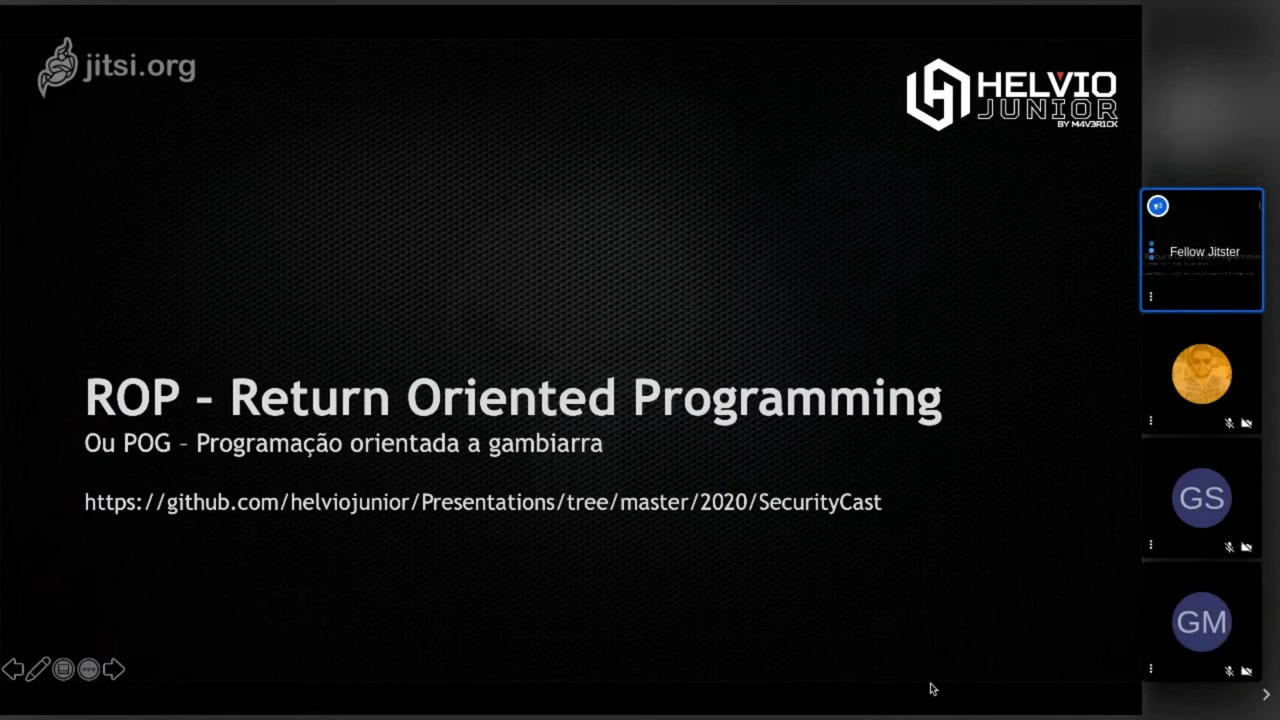 jitsi.org
HELVIO
JUNIOR
BY M4V3R1CK
ROP - Return Oriented Programming
Ou POG - Programação orientada a gambiarra
https://github.com/helviojunior/Presentations/tree/master/2020/SecurityCast
Fellow Jitster
GS
GM